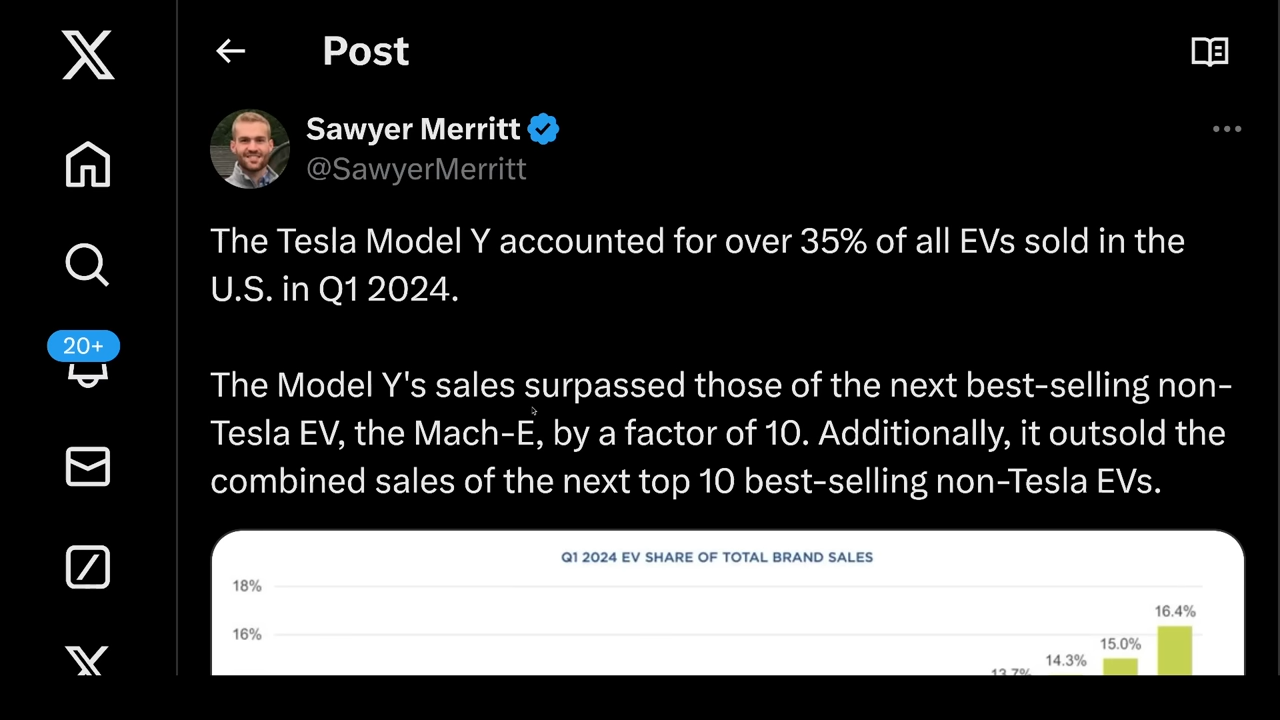 Post
Sawyer Merritt
@SawyerMerritt
The Tesla Model Y accounted for over 35% of all EVs sold in the
U.S. in Q1 2024.
20+
The Model Y's sales surpassed those of the next best-selling non-
Tesla EV, the Mach-E, by a factor of 10. Additionally, it outsold the
combined sales of the next top 10 best-selling non-Tesla EVs.
Q1 2024 EV SHARE OF TOTAL BRAND SALES
18%
16.4%
16%
15.0%
14.3%
13.7%